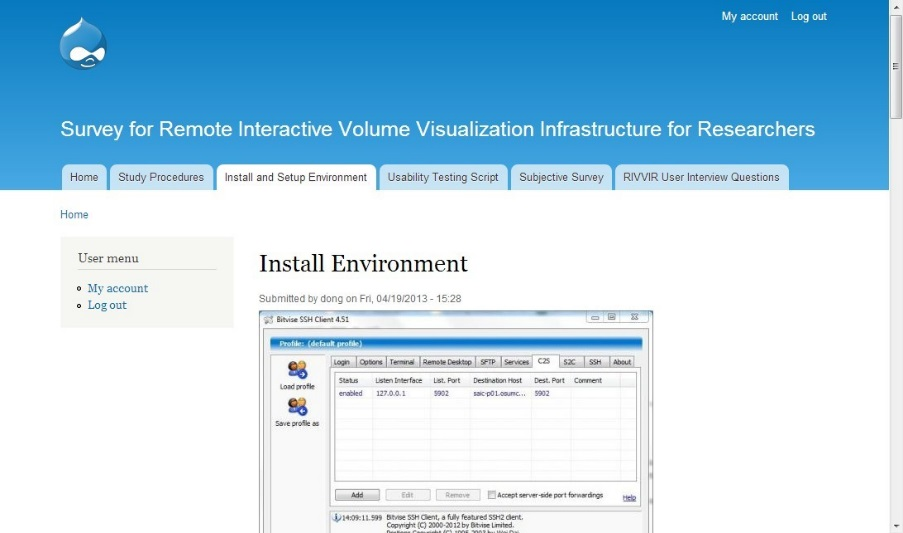 My account Log out
Survey for Remote Interactive Volume Visualization Infrastructure for Researchers
Home Study Procedures Install and Setup Environment Usability Testing Script Subjective Survey RIVVIR User Interview Questions
Home
User menu
My account
Log out
Install Environment
Submitted by dong on Fri, 04/19/2013 - 15:28
Bitvise SSH Client 4.51
Profile: (default profile)
Load profile
Save profile as
Login Options Terminal Remote Desktop SFTP Services C2S S2C SSH About
Status Listen Interface List. Port Destination Host Dest. Port Comment
enabled 127.0.0.1 5902 saic-p01.osumc... 5902
Add Edit Remove Accept server-side port forwardings Help
14:09:11.599 Bitvise SSH Client, a fully featured SSH2 client.
Copyright (C) 2000-2012 by Bitvise Limited.